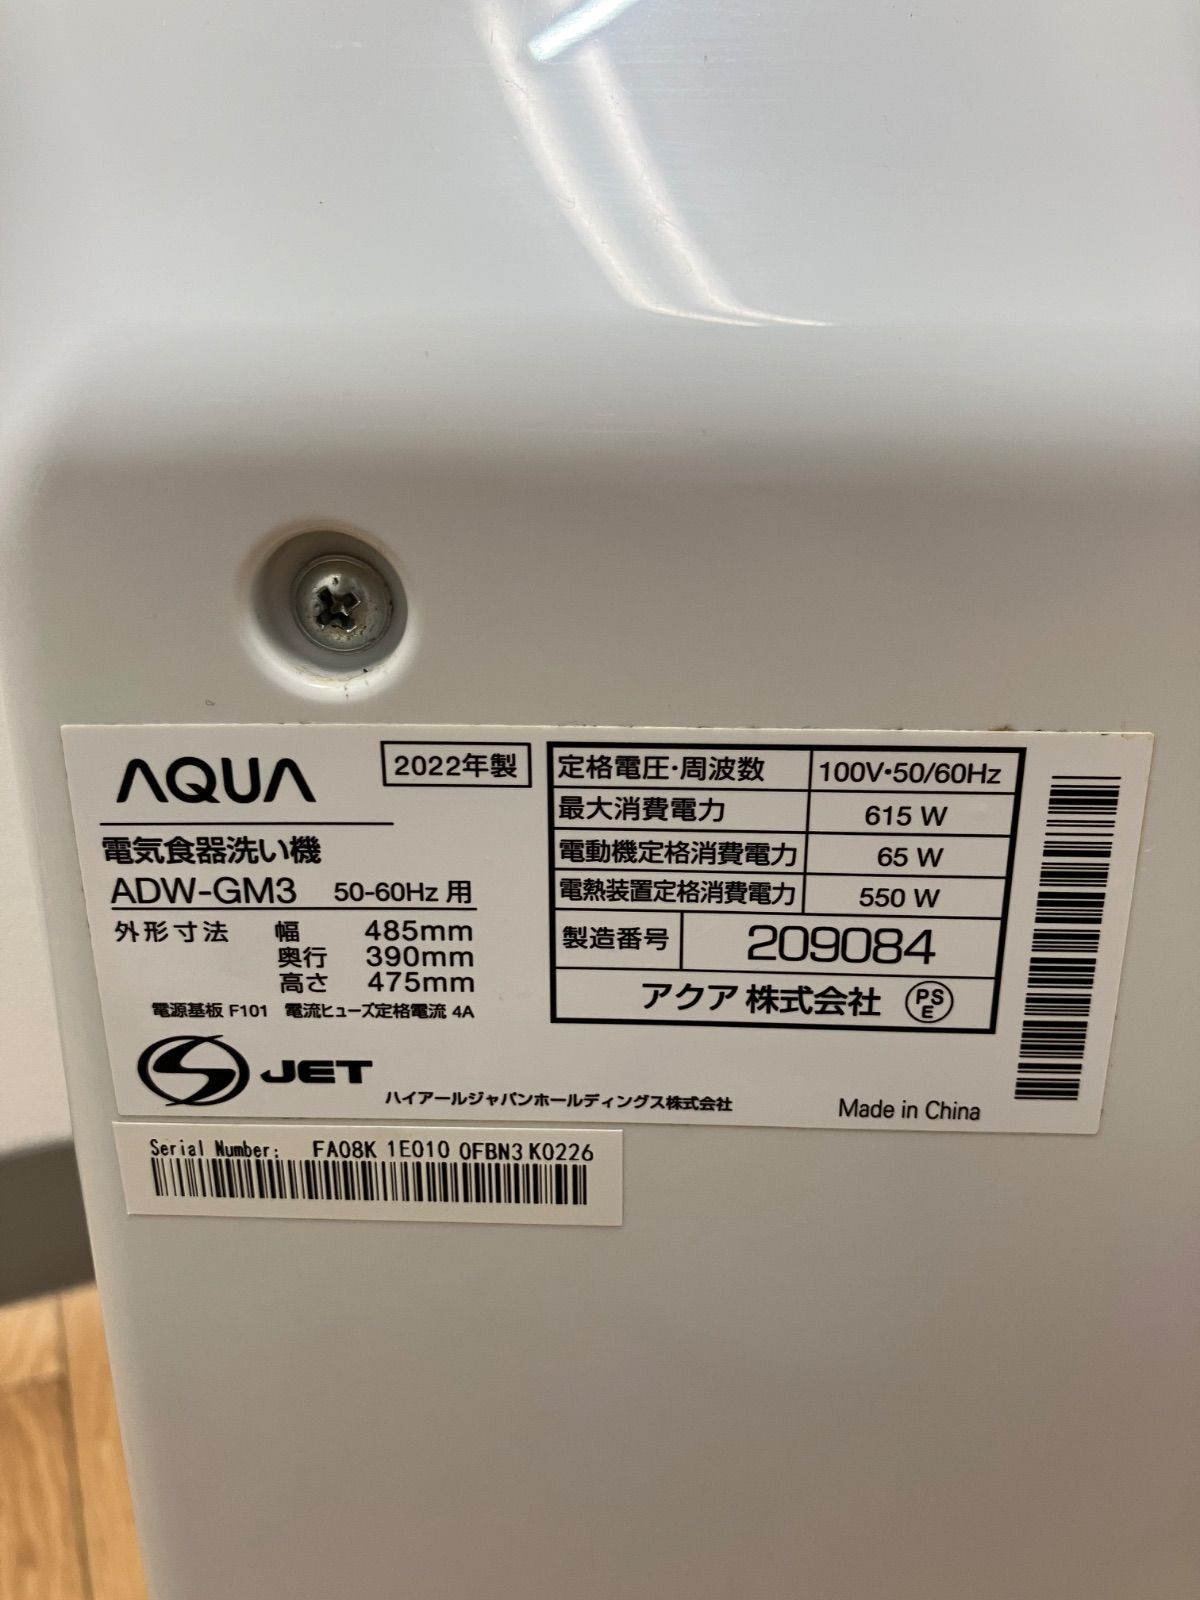 AQUA
2022年製
電気食器洗い機
ADW-GM3 50-60Hz 用
外形寸法 幅 485mm
奥行 390mm
高さ 475mm
電源基板 F101 電流ヒューズ定格電流 4A
S JET
定格電圧・周波数 100V・50/60Hz
最大消費電力 615 W
電動機定格消費電力 65 W
電熱装置定格消費電力 550 W
製造番号 209084
アクア 株式会社 PSE
ハイアールジャパンホールディングス株式会社
Made in China
Serial Number: FA08K 1E010 0FBN3 K0226